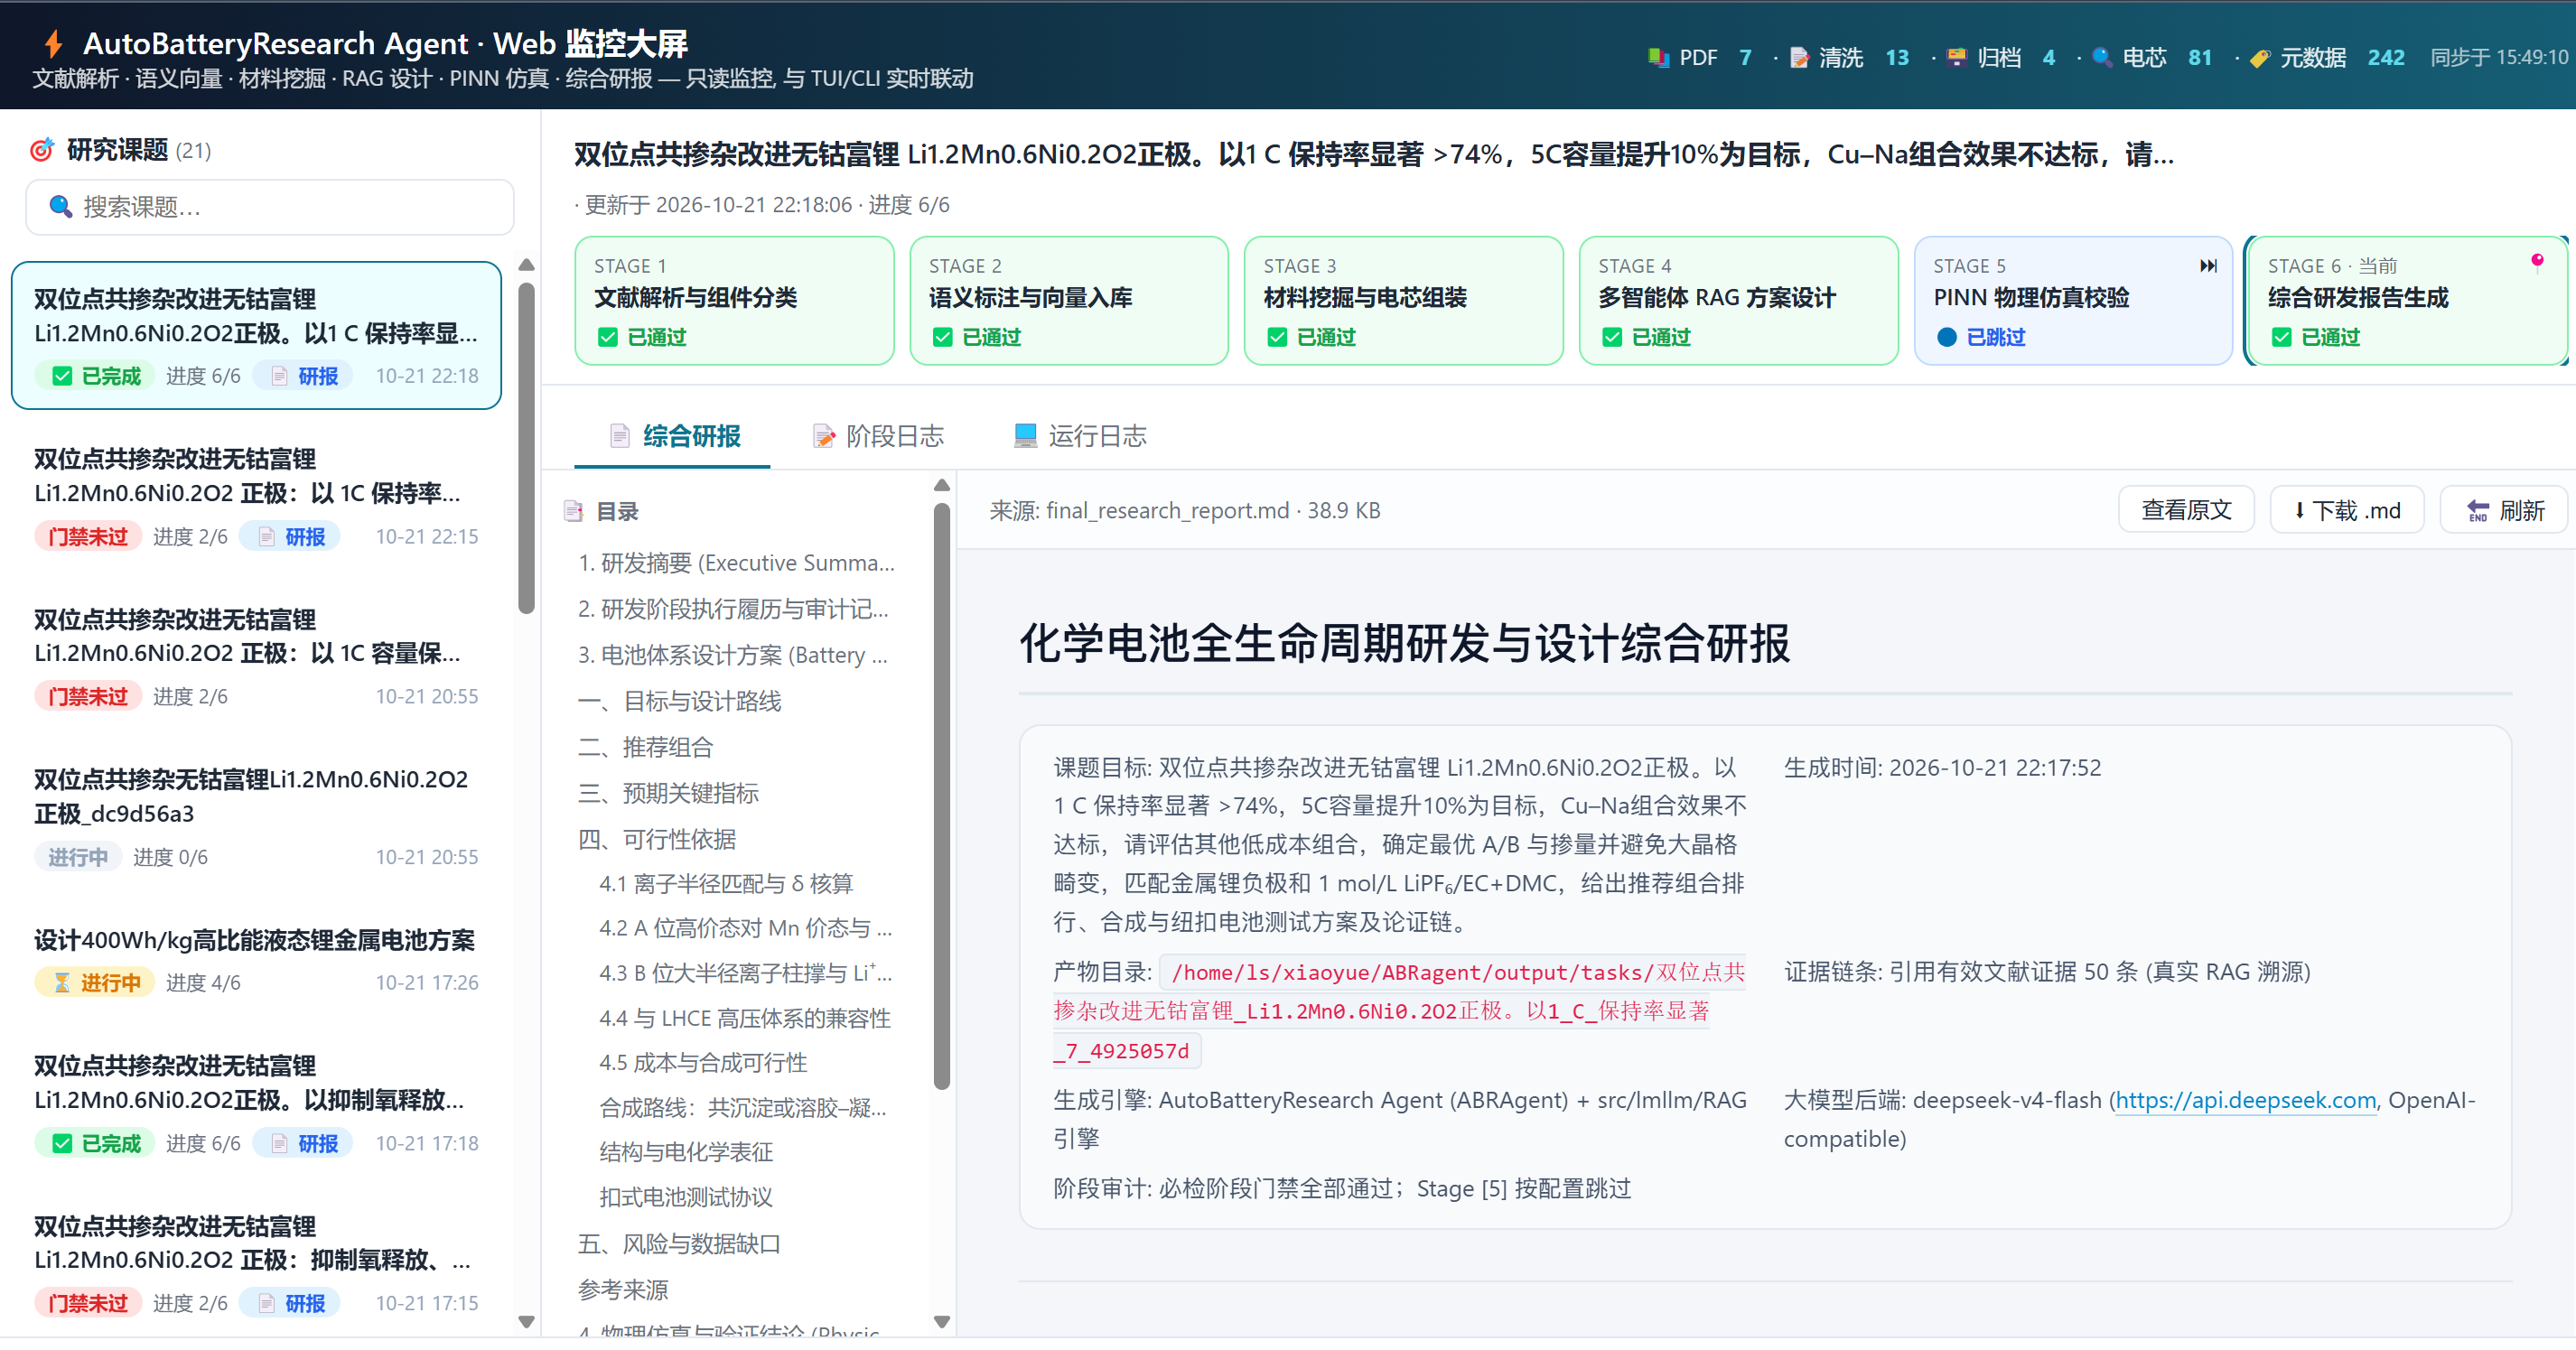 AutoBatteryResearch Agent · Web 监控大屏
文献解析 · 语义向量 · 材料挖掘 · RAG 设计 · PINN 仿真 · 综合研报 — 只读监控, 与 TUI/CLI 实时联动
PDF 7 · 清洗 13 · 归档 4 · 电芯 81 · 元数据 242 同步于 15:49:10
研究课题 (21)
搜索课题…
双位点共掺杂改进无钴富锂
Li1.2Mn0.6Ni0.2O2正极。以1 C 保持率显...
已完成 进度 6/6 研报 10-21 22:18
双位点共掺杂改进无钴富锂
Li1.2Mn0.6Ni0.2O2 正极：以 1C 保持率...
门禁未过 进度 2/6 研报 10-21 22:15
双位点共掺杂改进无钴富锂
Li1.2Mn0.6Ni0.2O2 正极：以 1C 容量保...
门禁未过 进度 2/6 10-21 20:55
双位点共掺杂无钴富锂Li1.2Mn0.6Ni0.2O2
正极_dc9d56a3
进行中 进度 0/6 10-21 20:55
设计400Wh/kg高比能液态锂金属电池方案
进行中 进度 4/6 10-21 17:26
双位点共掺杂改进无钴富锂
Li1.2Mn0.6Ni0.2O2正极。以抑制氧释放...
已完成 进度 6/6 研报 10-21 17:18
双位点共掺杂改进无钴富锂
Li1.2Mn0.6Ni0.2O2 正极：抑制氧释放、...
门禁未过 进度 2/6 研报 10-21 17:15
双位点共掺杂改进无钴富锂 Li1.2Mn0.6Ni0.2O2正极。以1 C 保持率显著 >74%，5C容量提升10%为目标，Cu–Na组合效果不达标，请...
· 更新于 2026-10-21 22:18:06 · 进度 6/6
STAGE 1
文献解析与组件分类
已通过
STAGE 2
语义标注与向量入库
已通过
STAGE 3
材料挖掘与电芯组装
已通过
STAGE 4
多智能体 RAG 方案设计
已通过
STAGE 5
PINN 物理仿真校验
已跳过
STAGE 6 · 当前
综合研发报告生成
已通过
综合研报 阶段日志 运行日志
目录
1. 研发摘要 (Executive Summa...
2. 研发阶段执行履历与审计记...
3. 电池体系设计方案 (Battery ...
一、目标与设计路线
二、推荐组合
三、预期关键指标
四、可行性依据
4.1 离子半径匹配与 δ 核算
4.2 A 位高价态对 Mn 价态与 ...
4.3 B 位大半径离子柱撑与 Li⁺...
4.4 与 LHCE 高压体系的兼容性
4.5 成本与合成可行性
合成路线：共沉淀或溶胶–凝...
结构与电化学表征
扣式电池测试协议
五、风险与数据缺口
参考来源
4. 物理仿真与验证结论 (Physic...
来源: final_research_report.md · 38.9 KB
查看原文 ⬇ 下载 .md 刷新
化学电池全生命周期研发与设计综合研报
课题目标: 双位点共掺杂改进无钴富锂 Li1.2Mn0.6Ni0.2O2正极。以
1 C 保持率显著 >74%，5C容量提升10%为目标，Cu–Na组合效果不
达标，请评估其他低成本组合，确定最优 A/B 与掺量并避免大晶格
畸变，匹配金属锂负极和 1 mol/L LiPF₆/EC+DMC，给出推荐组合排
行、合成与纽扣电池测试方案及论证链。
生成时间: 2026-10-21 22:17:52
产物目录: /home/ls/xiaoyue/ABRagent/output/tasks/双位点共
掺杂改进无钴富锂_Li1.2Mn0.6Ni0.2O2正极。以1_C_保持率显著
_7_4925057d
证据链条: 引用有效文献证据 50 条 (真实 RAG 溯源)
生成引擎: AutoBatteryResearch Agent (ABRAgent) + src/lmllm/RAG
引擎
大模型后端: deepseek-v4-flash (https://api.deepseek.com, OpenAI-
compatible)
阶段审计: 必检阶段门禁全部通过；Stage [5] 按配置跳过